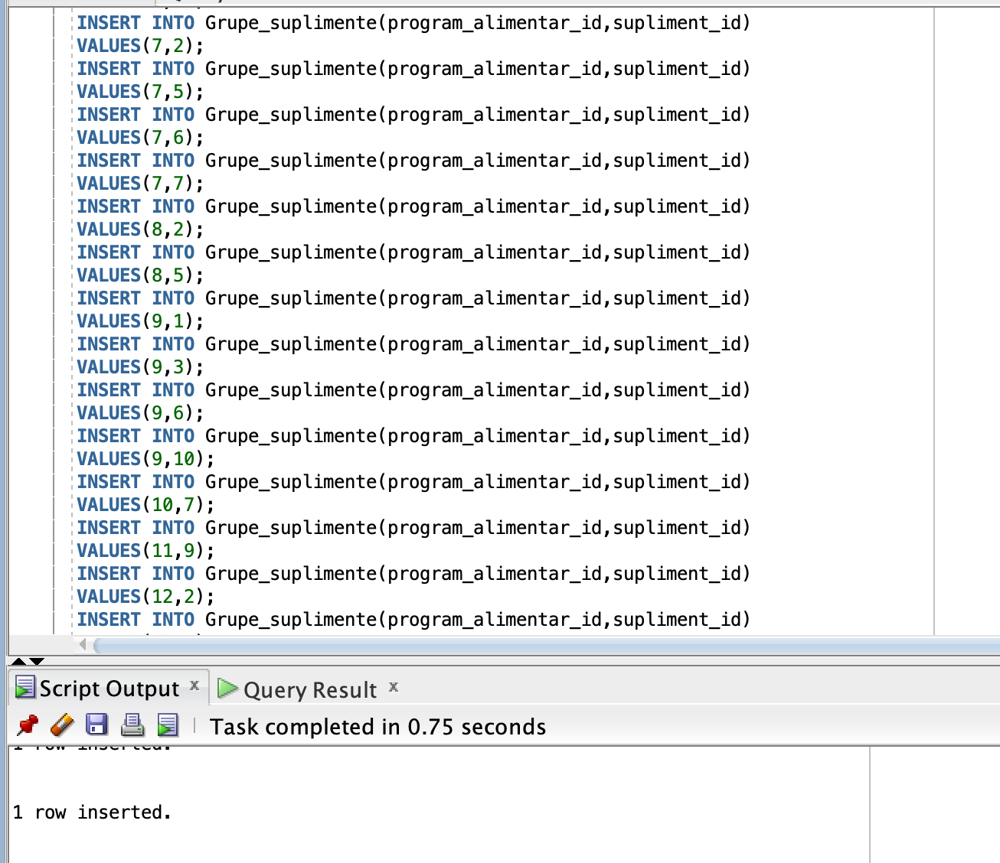 INSERT INTO Grupe_suplimente(program_alimentar_id,supliment_id)
VALUES(7,2);
INSERT INTO Grupe_suplimente(program_alimentar_id,supliment_id)
VALUES(7,5);
INSERT INTO Grupe_suplimente(program_alimentar_id,supliment_id)
VALUES(7,6);
INSERT INTO Grupe_suplimente(program_alimentar_id,supliment_id)
VALUES(7,7);
INSERT INTO Grupe_suplimente(program_alimentar_id,supliment_id)
VALUES(8,2);
INSERT INTO Grupe_suplimente(program_alimentar_id,supliment_id)
VALUES(8,5);
INSERT INTO Grupe_suplimente(program_alimentar_id,supliment_id)
VALUES(9,1);
INSERT INTO Grupe_suplimente(program_alimentar_id,supliment_id)
VALUES(9,3);
INSERT INTO Grupe_suplimente(program_alimentar_id,supliment_id)
VALUES(9,6);
INSERT INTO Grupe_suplimente(program_alimentar_id,supliment_id)
VALUES(9,10);
INSERT INTO Grupe_suplimente(program_alimentar_id,supliment_id)
VALUES(10,7);
INSERT INTO Grupe_suplimente(program_alimentar_id,supliment_id)
VALUES(11,9);
INSERT INTO Grupe_suplimente(program_alimentar_id,supliment_id)
VALUES(12,2);
INSERT INTO Grupe_suplimente(program_alimentar_id,supliment_id)
Script Output x Query Result x
Task completed in 0.75 seconds
1 row inserted.
1 row inserted.